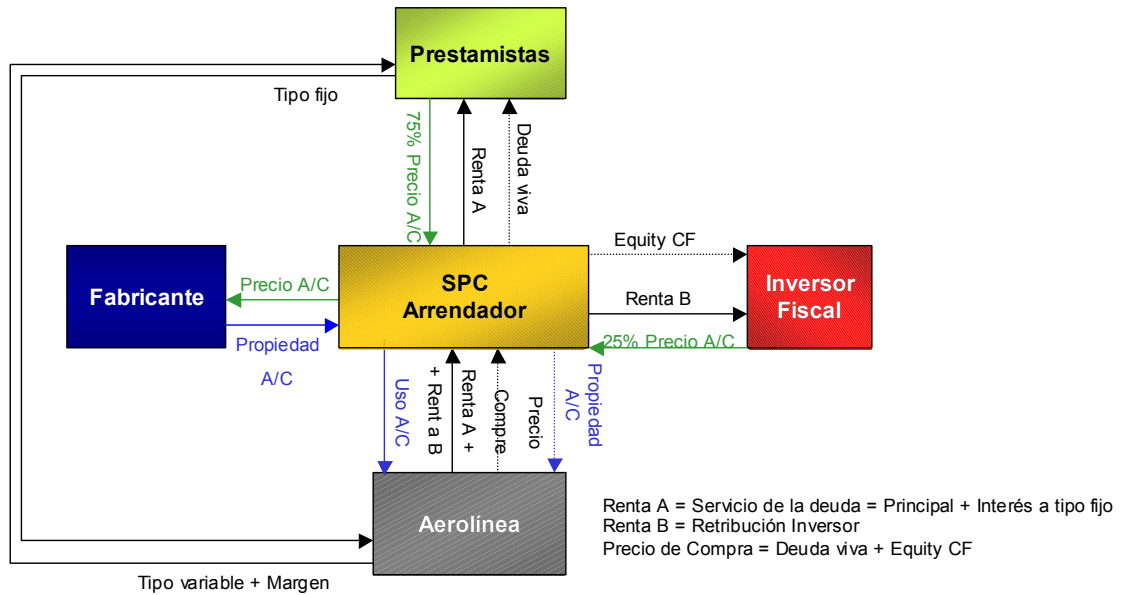 Prestamistas
Tipo fijo
75% Precio A/C
Renta A
Deuda viva
Equity CF
Fabricante
Precio A/C
SPC
Arrendador
Renta B
Inversor
Fiscal
Propiedad
A/C
25% Precio A/C
Uso A/C
Renta A +
+ Rent a B
Compre
Precio
Propiedad
A/C
Aerolínea
Renta A = Servicio de la deuda = Principal + Interés a tipo fijo
Renta B = Retribución Inversor
Precio de Compra = Deuda viva + Equity CF
Tipo variable + Margen